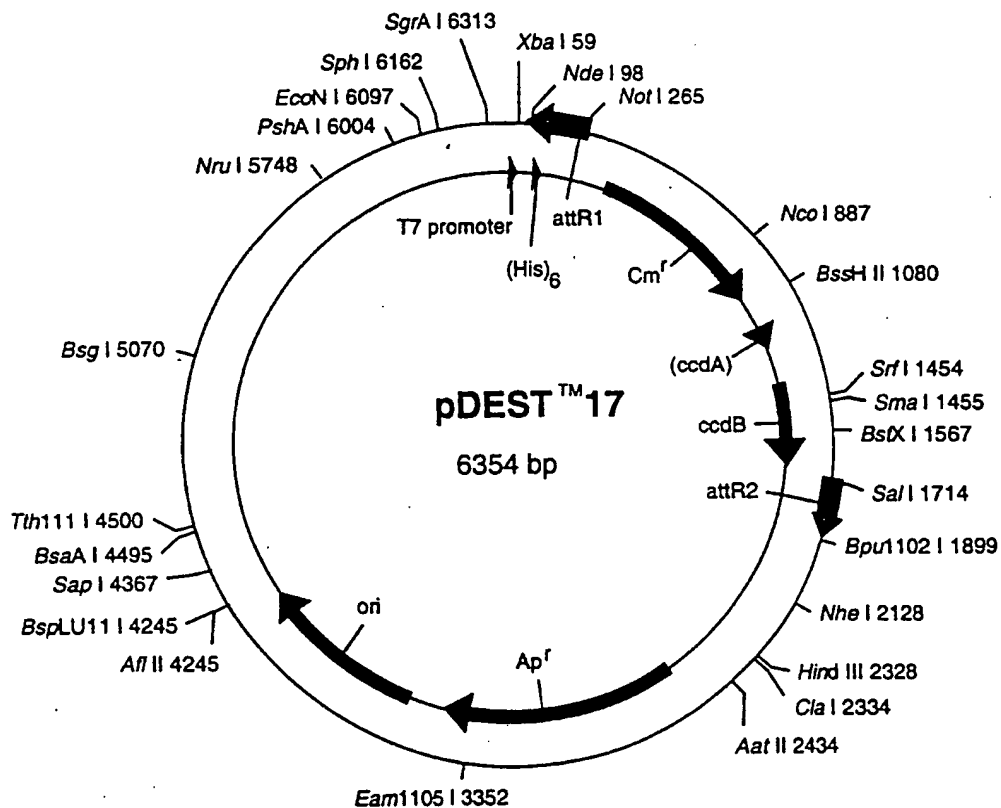 SgrA I 6313
Xba I 59
Sph I 6162
Nde I 98
EcoN I 6097
Not I 265
PshA I 6004
Nru I 5748
Nco I 887
T7 promoter
attR1
(His)6
Cmr
BssH II 1080
Bsg I 5070
(ccdA)
Srf I 1454
pDEST™17
Sma I 1455
ccdB
BstX I 1567
6354 bp
attR2
Sal I 1714
Tth111 I 4500
Bpu1102 I 1899
BsaA I 4495
Sap I 4367
ori
Nhe I 2128
BspLU11 I 4245
Afl II 4245
Apr
Hind III 2328
Cla I 2334
Aat II 2434
Eam1105 I 3352